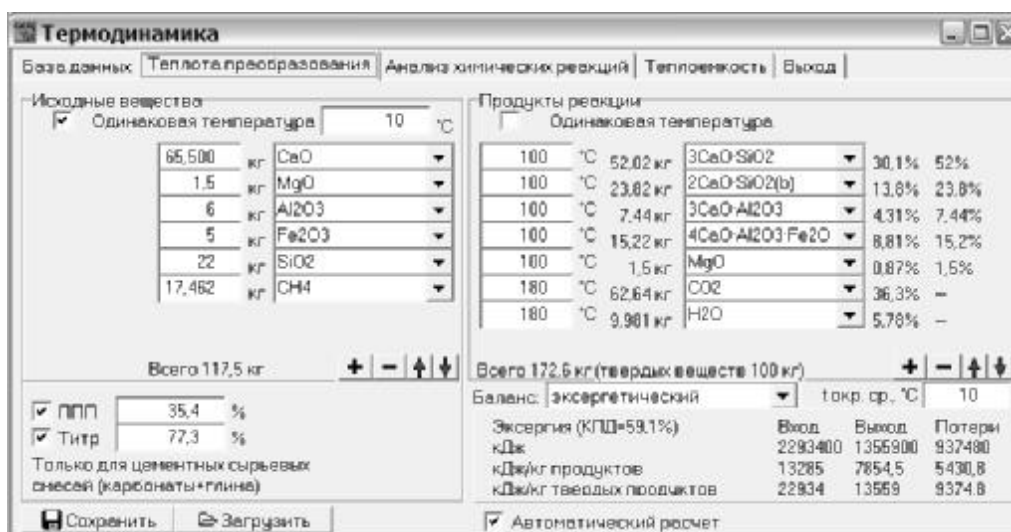 Термодинамика
База данных Теплота преобразования Анализ химических реакций Теплоемкость Выход
Исходные вещества
Одинаковая температура 10 °C
65,500 кг CaO
1,5 кг MgO
6 кг Al2O3
5 кг Fe2O3
22 кг SiO2
17,462 кг CH4
Всего 117,5 кг
ППП 35,4 %
Титр 77,3 %
Только для цементных сырьевых
смесей (карбонаты+глина)
Сохранить Загрузить
Продукты реакции
Одинаковая температура
100 °C 52,02 кг 3CaO·SiO2 30,1% 52%
100 °C 23,82 кг 2CaO·SiO2(b) 13,8% 23,8%
100 °C 7,44 кг 3CaO·Al2O3 4,31% 7,44%
100 °C 15,22 кг 4CaO·Al2O3·Fe2O 8,81% 15,2%
100 °C 1,5 кг MgO 0,87% 1,5%
180 °C 62,64 кг CO2 36,3% –
180 °C 9,981 кг H2O 5,78% –
Всего 172,6 кг (твердых веществ 100 кг)
Баланс: эксергетический t окр. ср., °C 10
Эксергия (КПД=59,1%) Вход Выход Потери
кДж 2293400 1355900 937480
кДж/кг продуктов 13285 7854,5 5430,8
кДж/кг твердых продуктов 22934 13559 9374,8
Автоматический расчет